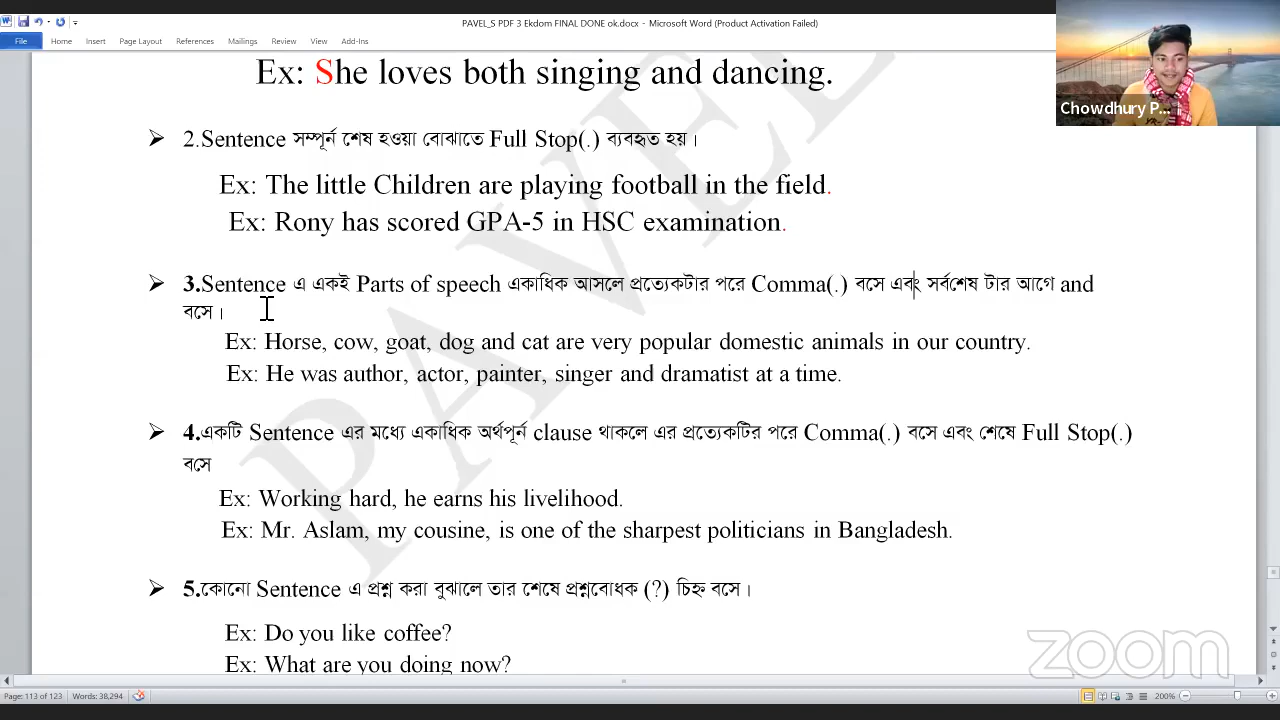 PAVEL_S PDF 3 Ekdom FINAL DONE ok.docx - Microsoft Word (Product Activation Failed)
File Home Insert Page Layout References Mailings Review View Add-Ins
Chowdhury P...
Ex: She loves both singing and dancing.
2.Sentence সম্পূর্ন শেষ হওয়া বোঝাতে Full Stop(.) ব্যবহৃত হয়।
Ex: The little Children are playing football in the field.
Ex: Rony has scored GPA-5 in HSC examination.
3.Sentence এ একই Parts of speech একাধিক আসলে প্রত্যেকটার পরে Comma(.) বসে এবং সর্বশেষ টার আগে and
বসে।
Ex: Horse, cow, goat, dog and cat are very popular domestic animals in our country.
Ex: He was author, actor, painter, singer and dramatist at a time.
4.একটি Sentence এর মধ্যে একাধিক অর্থপূর্ন clause থাকলে এর প্রত্যেকটির পরে Comma(.) বসে এবং শেষে Full Stop(.)
বসে
Ex: Working hard, he earns his livelihood.
Ex: Mr. Aslam, my cousine, is one of the sharpest politicians in Bangladesh.
5.কোনো Sentence এ প্রশ্ন করা বুঝালে তার শেষে প্রশ্নবোধক (?) চিহ্ন বসে।
Ex: Do you like coffee?
Ex: What are you doing now?
PAVEL
zoom
Page: 113 of 123 Words: 38,294 200%